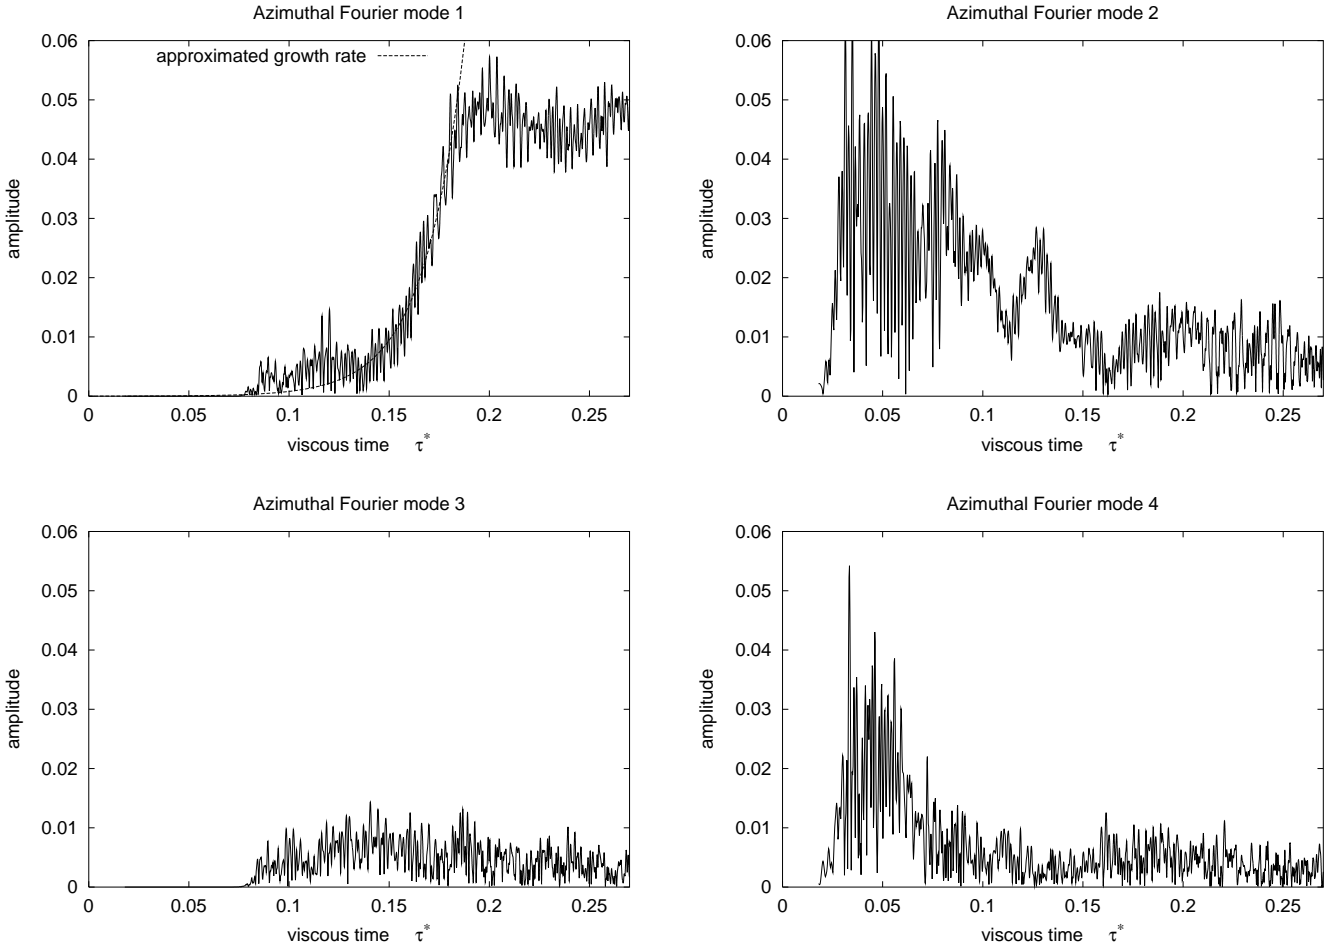 Azimuthal Fourier mode 1
0.06
0.05
0.04
0.03
0.02
0.01
0
amplitude
approximated growth rate
0 0.05 0.1 0.15 0.2 0.25
viscous time τ*
Azimuthal Fourier mode 2
0.06
0.05
0.04
0.03
0.02
0.01
0
amplitude
0 0.05 0.1 0.15 0.2 0.25
viscous time τ*
Azimuthal Fourier mode 3
0.06
0.05
0.04
0.03
0.02
0.01
0
amplitude
0 0.05 0.1 0.15 0.2 0.25
viscous time τ*
Azimuthal Fourier mode 4
0.06
0.05
0.04
0.03
0.02
0.01
0
amplitude
0 0.05 0.1 0.15 0.2 0.25
viscous time τ*